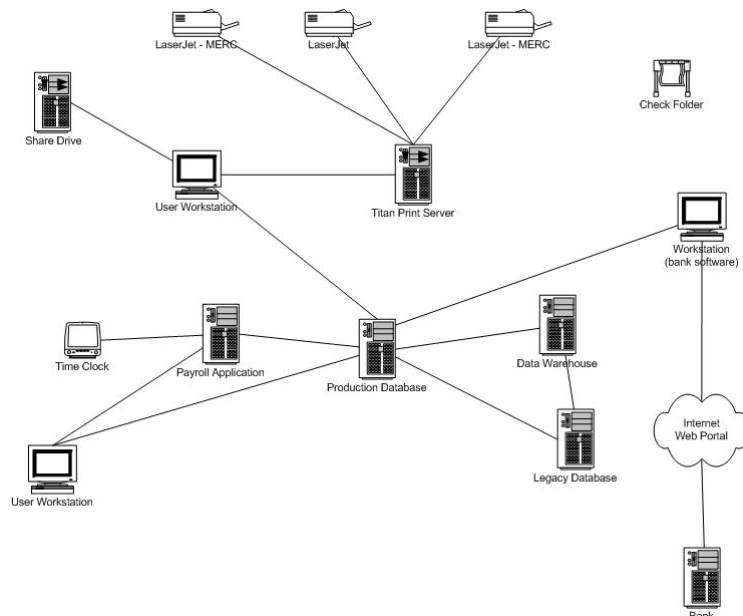 LaserJet - MERC
LaserJet
LaserJet - MERC
Check Folder
Share Drive
User Workstation
Titan Print Server
Workstation
(bank software)
Time Clock
Payroll Application
Production Database
Data Warehouse
Internet
Web Portal
User Workstation
Legacy Database
Bank